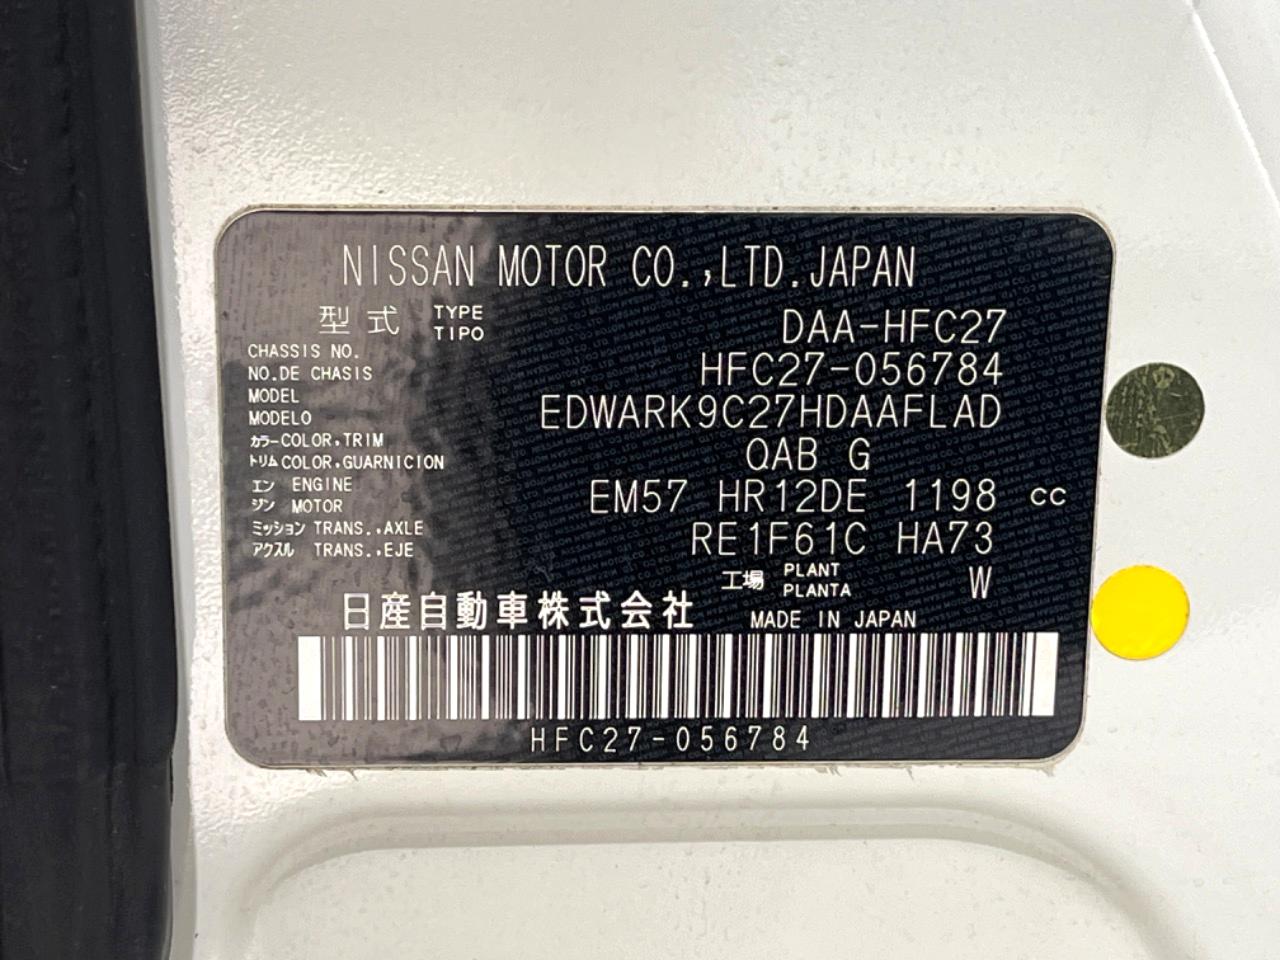 NISSAN MOTOR CO.,LTD.JAPAN
型式 TYPE TIPO DAA-HFC27
CHASSIS NO.
NO.DE CHASIS HFC27-056784
MODEL
MODELO EDWARK9C27HDAAFLAD
カラー COLOR,TRIM
トリム COLOR,GUARNICION QAB G
エン ENGINE
ジン MOTOR EM57 HR12DE 1198 CC
ミッション TRANS.,AXLE
アクスル TRANS.,EJE RE1F61C HA73
工場 PLANT PLANTA W
日産自動車株式会社 MADE IN JAPAN
HFC27-056784